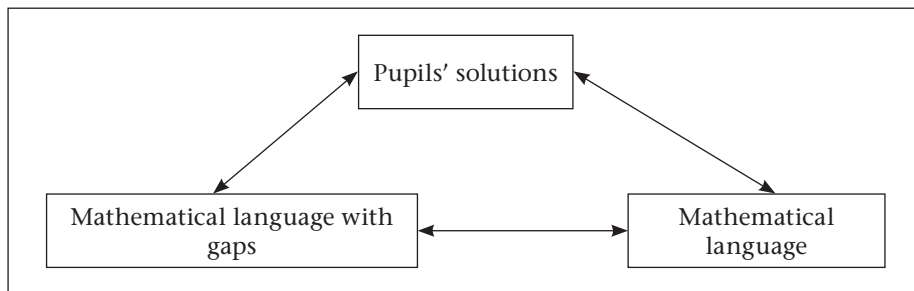 Pupils’ solutions
Mathematical language with
gaps
Mathematical
language